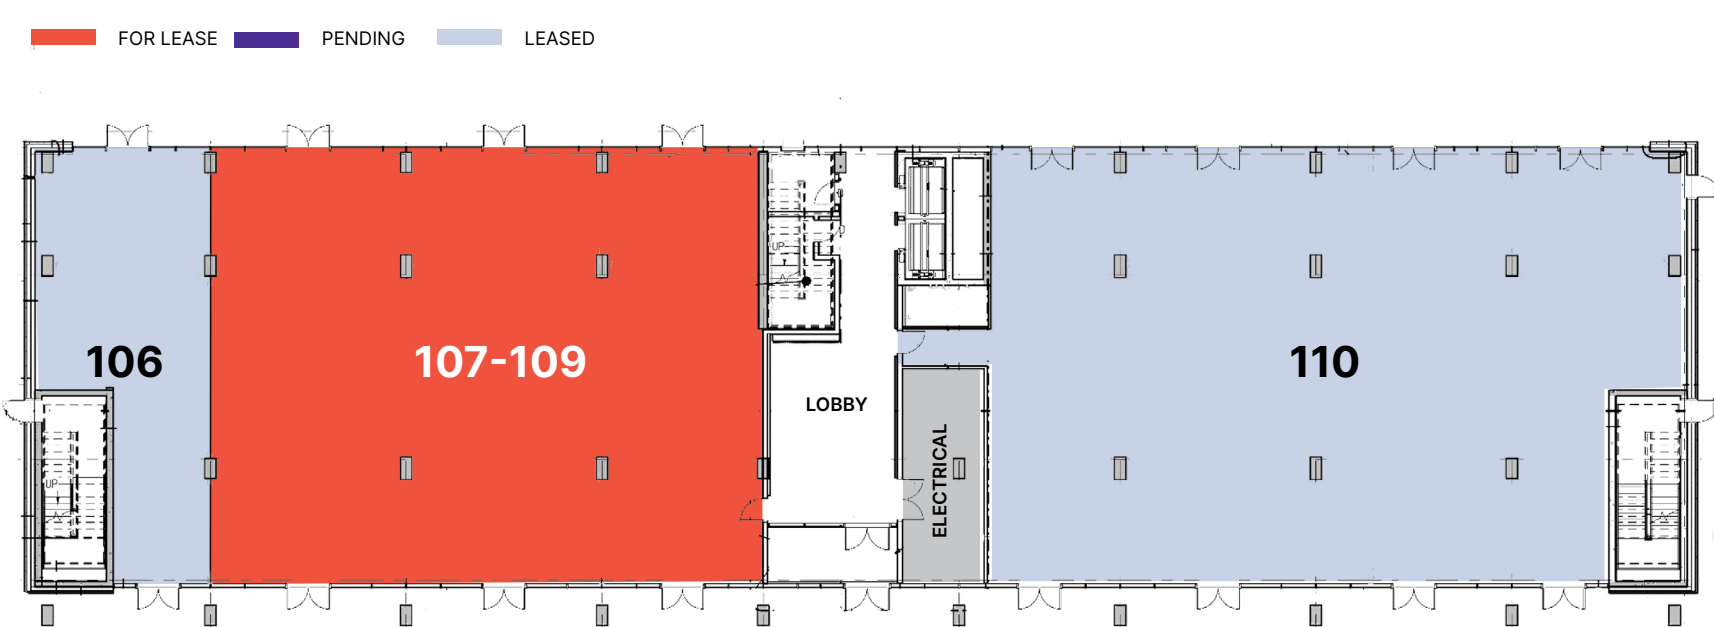 FOR LEASE PENDING LEASED
UP
106
107-109
110
LOBBY
ELECTRICAL
UP